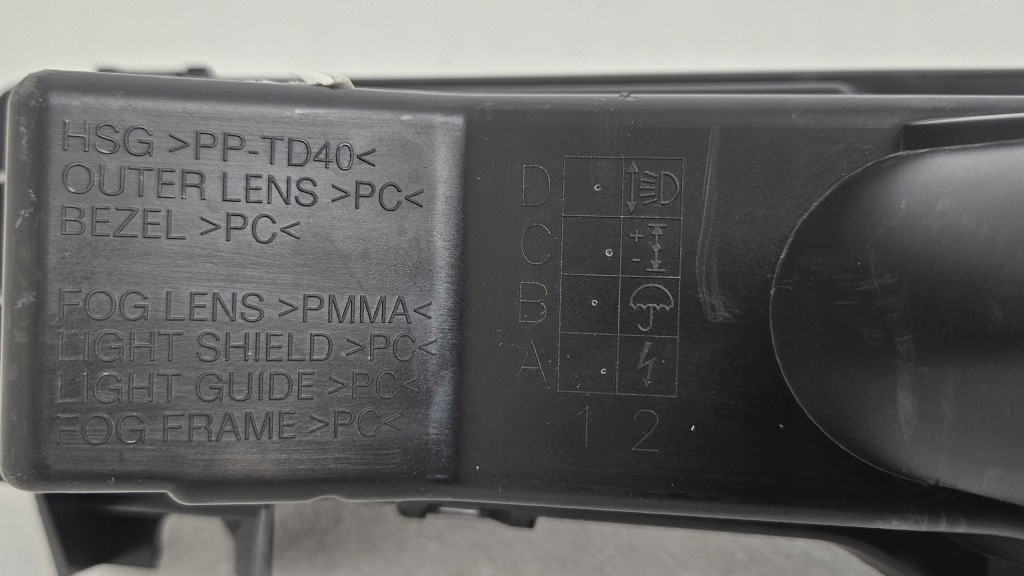 HSG >PP-TD40<
OUTER LENS >PC<
BEZEL >PC<
FOG LENS >PMMA<
LIGHT SHIELD >PC<
LIGHT GUIDE >PC<
FOG FRAME >PC<
D
C + -
B
A
1 2